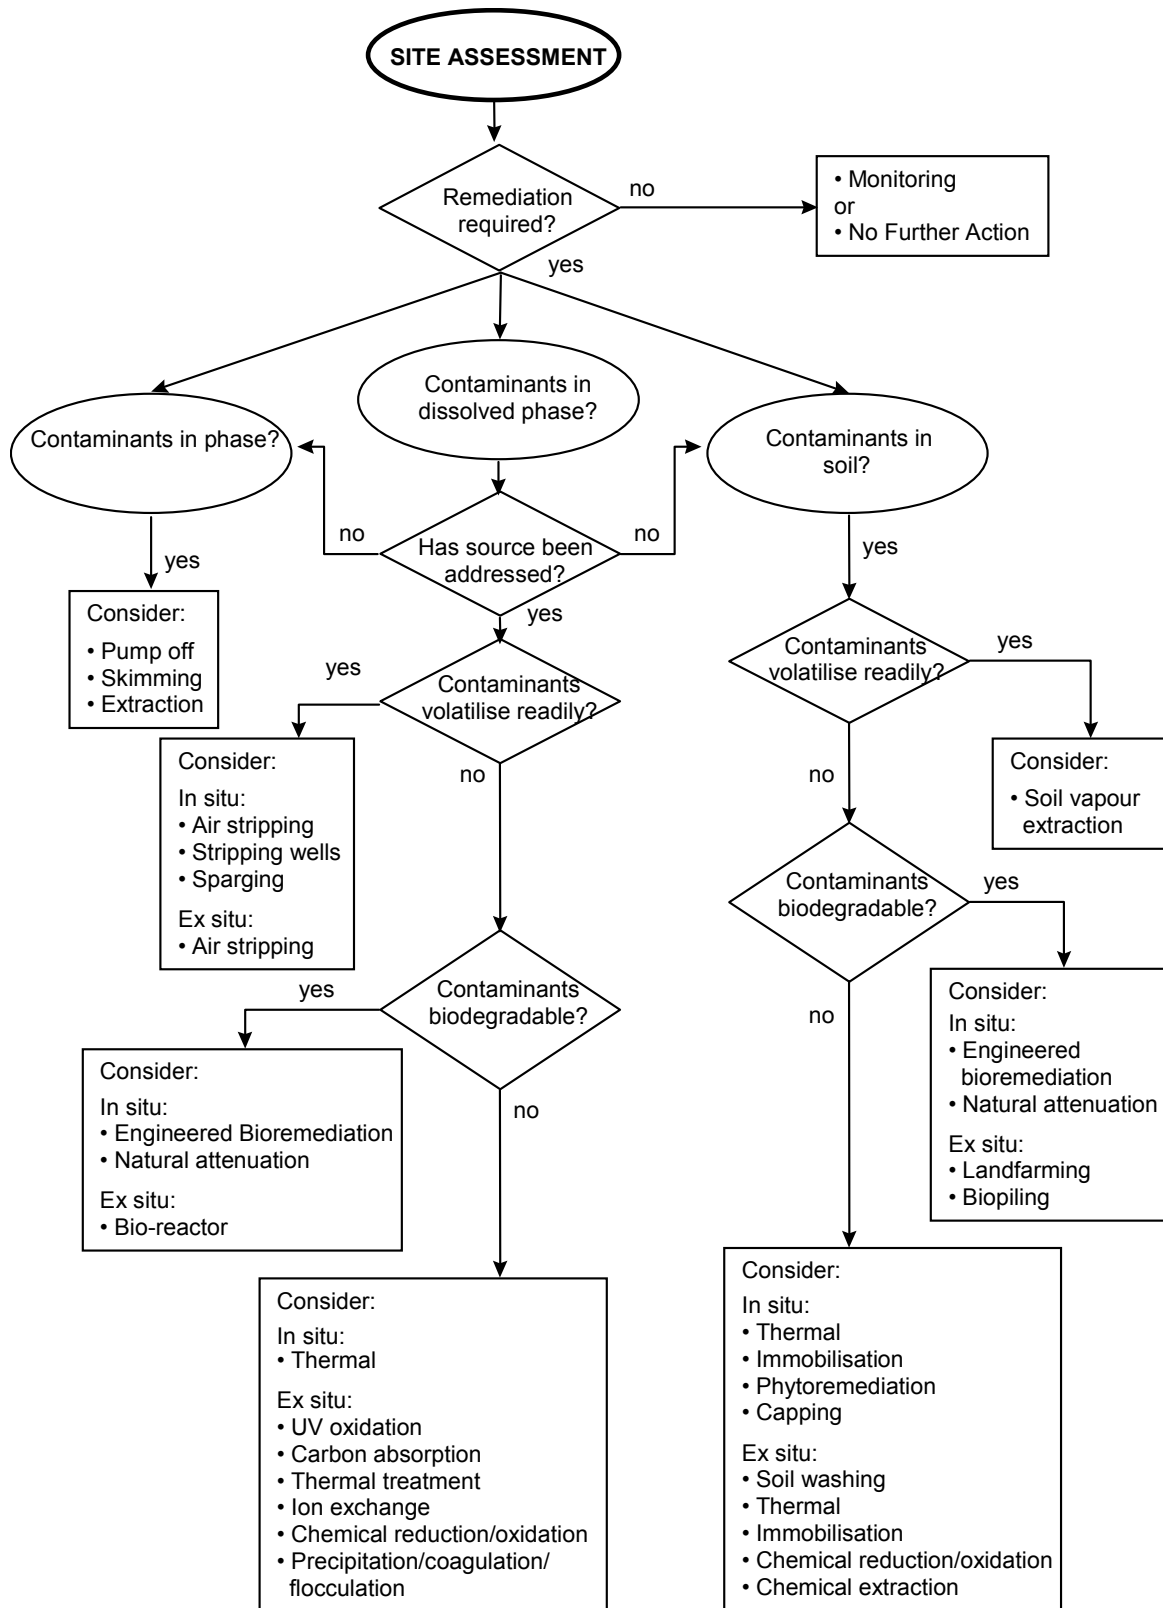 SITE ASSESSMENT
Remediation
required?
no
• Monitoring
or
• No Further Action
yes
Contaminants in phase?
Contaminants in
dissolved phase?
Contaminants in
soil?
no
no
Has source been
addressed?
yes
yes
yes
Consider:
• Pump off
• Skimming
• Extraction
yes
Contaminants
volatilise readily?
no
Contaminants
volatilise readily?
yes
no
Consider:
In situ:
• Air stripping
• Stripping wells
• Sparging
Ex situ:
• Air stripping
Consider:
• Soil vapour
extraction
Contaminants
biodegradable?
yes
no
Contaminants
biodegradable?
yes
no
Consider:
In situ:
• Engineered Bioremediation
• Natural attenuation
Ex situ:
• Bio-reactor
Consider:
In situ:
• Engineered
bioremediation
• Natural attenuation
Ex situ:
• Landfarming
• Biopiling
Consider:
In situ:
• Thermal
Ex situ:
• UV oxidation
• Carbon absorption
• Thermal treatment
• Ion exchange
• Chemical reduction/oxidation
• Precipitation/coagulation/
flocculation
Consider:
In situ:
• Thermal
• Immobilisation
• Phytoremediation
• Capping
Ex situ:
• Soil washing
• Thermal
• Immobilisation
• Chemical reduction/oxidation
• Chemical extraction